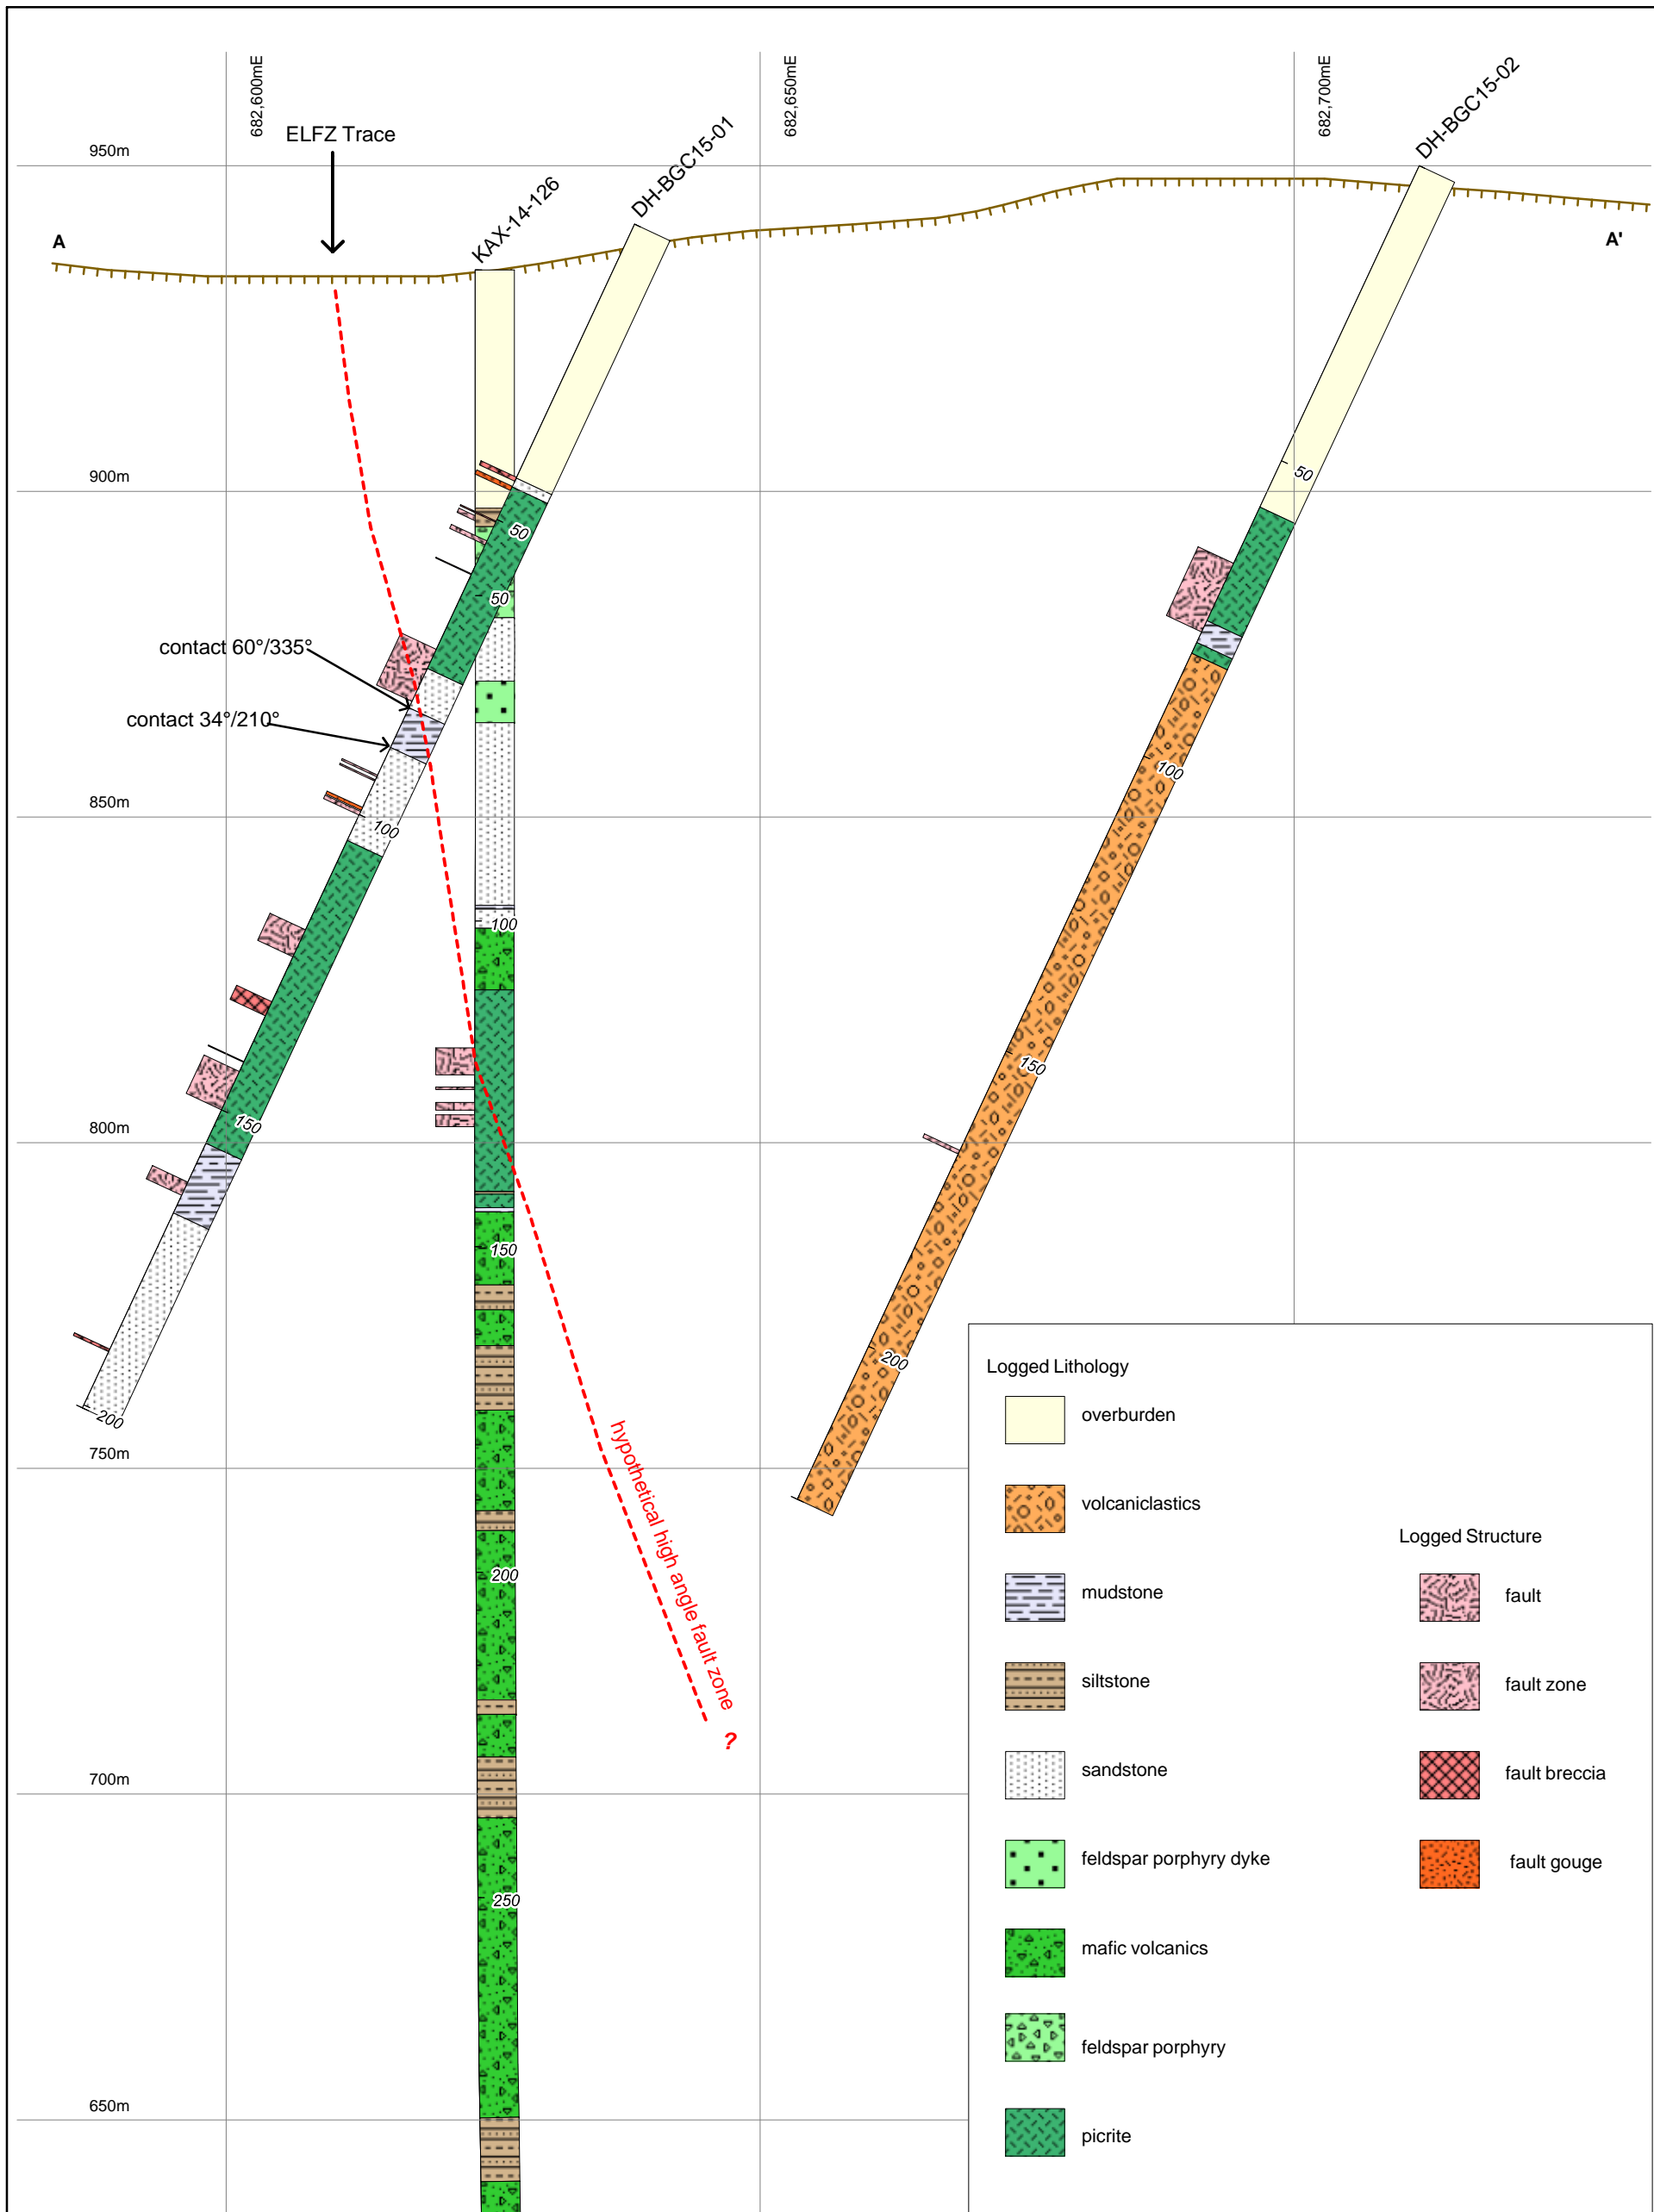 682,600mE
682,650mE
682,700mE
ELFZ Trace
DH-BGC15-02
DH-BGC15-01
KAX-14-126
950m
A
A'
900m
50
50
50
contact 60°/335°
contact 34°/210°
850m
100
100
100
800m
150
150
150
200
200
750m
hypothetical high angle fault zone
?
200
700m
250
650m
Logged Lithology
overburden
volcaniclastics
mudstone
siltstone
sandstone
feldspar porphyry dyke
mafic volcanics
feldspar porphyry
picrite
Logged Structure
fault
fault zone
fault breccia
fault gouge